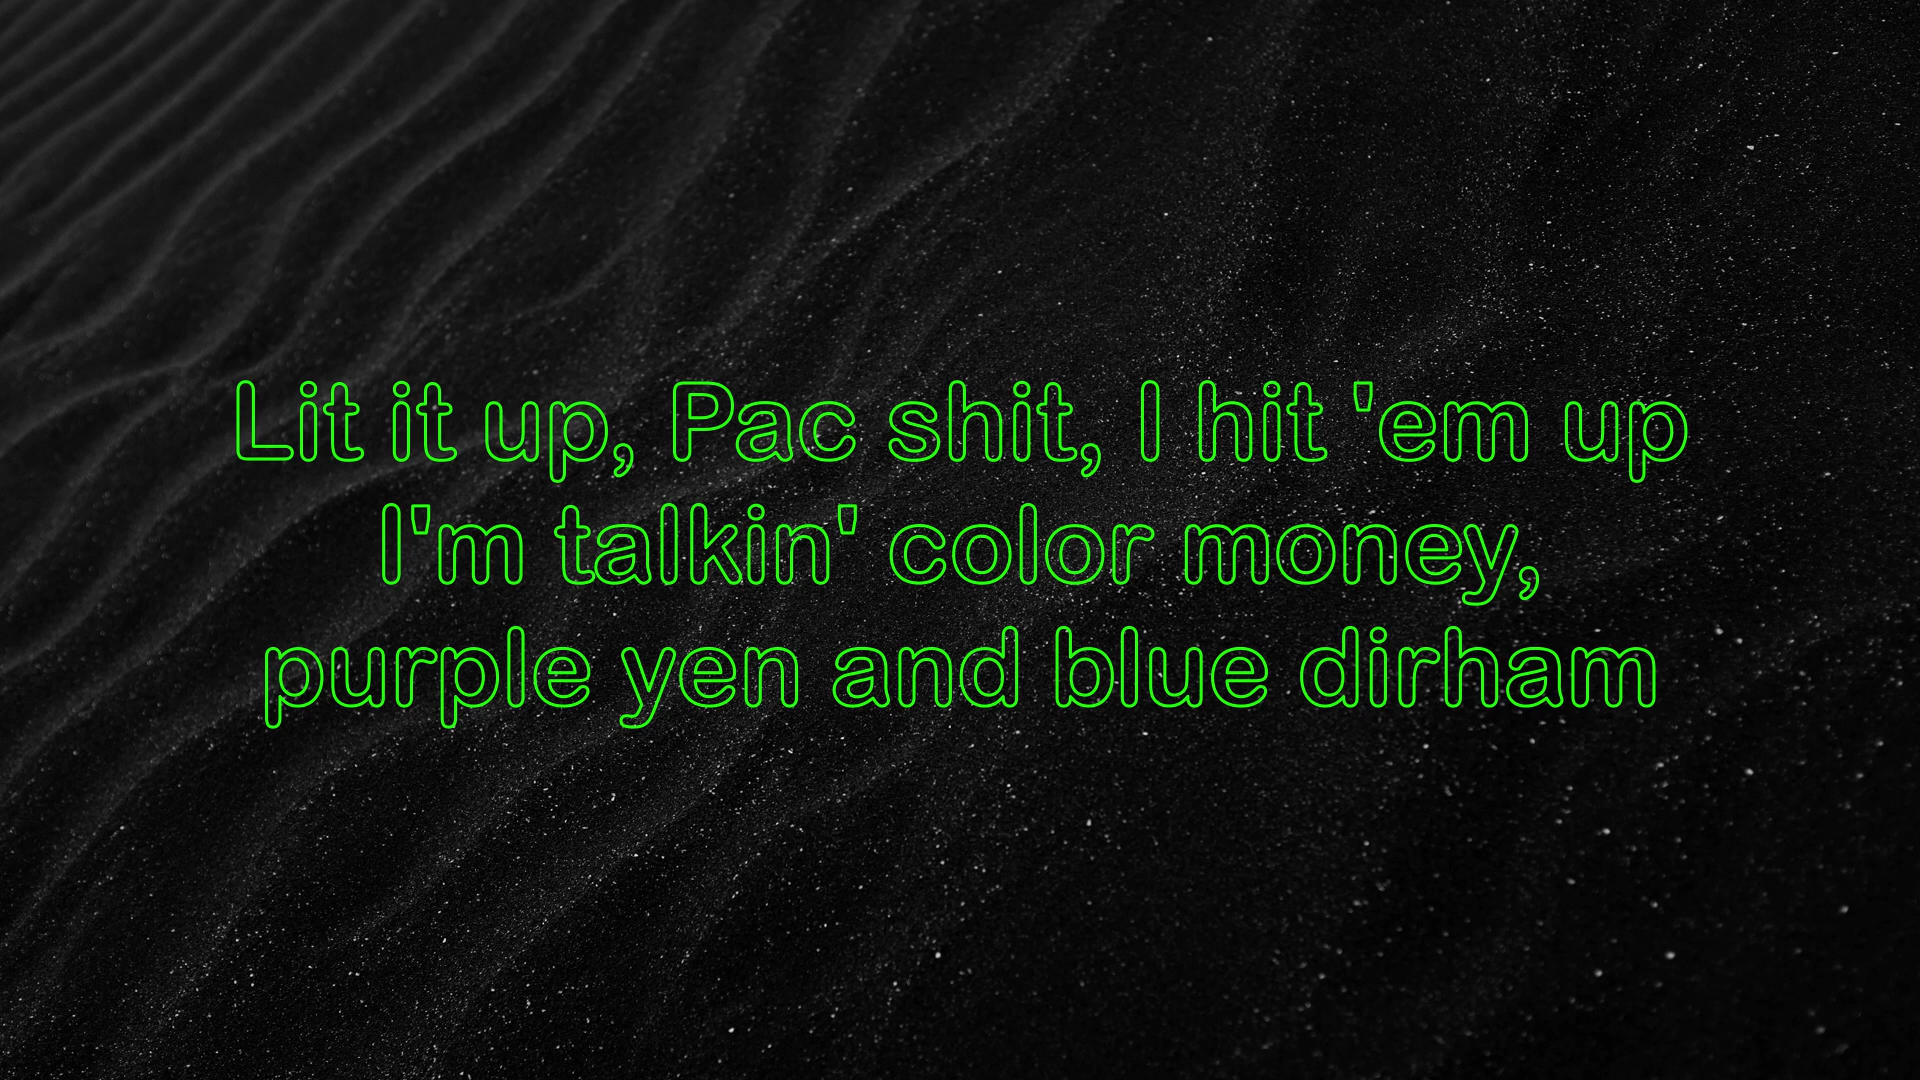 Lit it up, Pac shit, I hit 'em up
I'm talkin' color money,
purple yen and blue dirham